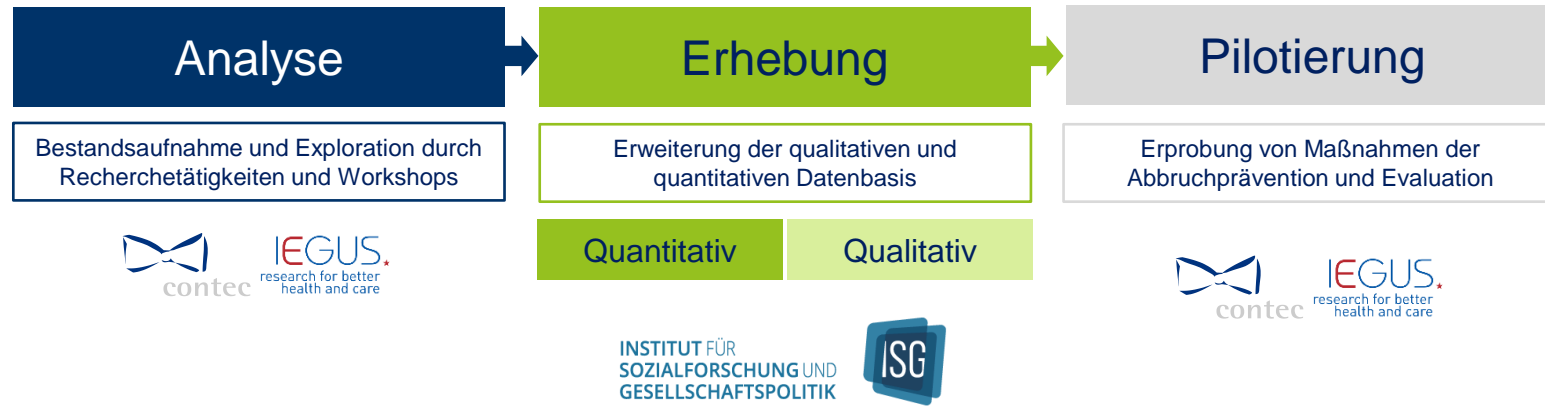 Analyse
Bestandsaufnahme und Exploration durch
Recherchetätigkeiten und Workshops
contec
IEGUS.
research for better
health and care
Erhebung
Erweiterung der qualitativen und
quantitativen Datenbasis
Quantitativ
Qualitativ
INSTITUT FÜR
SOZIALFORSCHUNG UND
GESELLSCHAFTSPOLITIK
ISG
Pilotierung
Erprobung von Maßnahmen der
Abbruchprävention und Evaluation
contec
IEGUS.
research for better
health and care